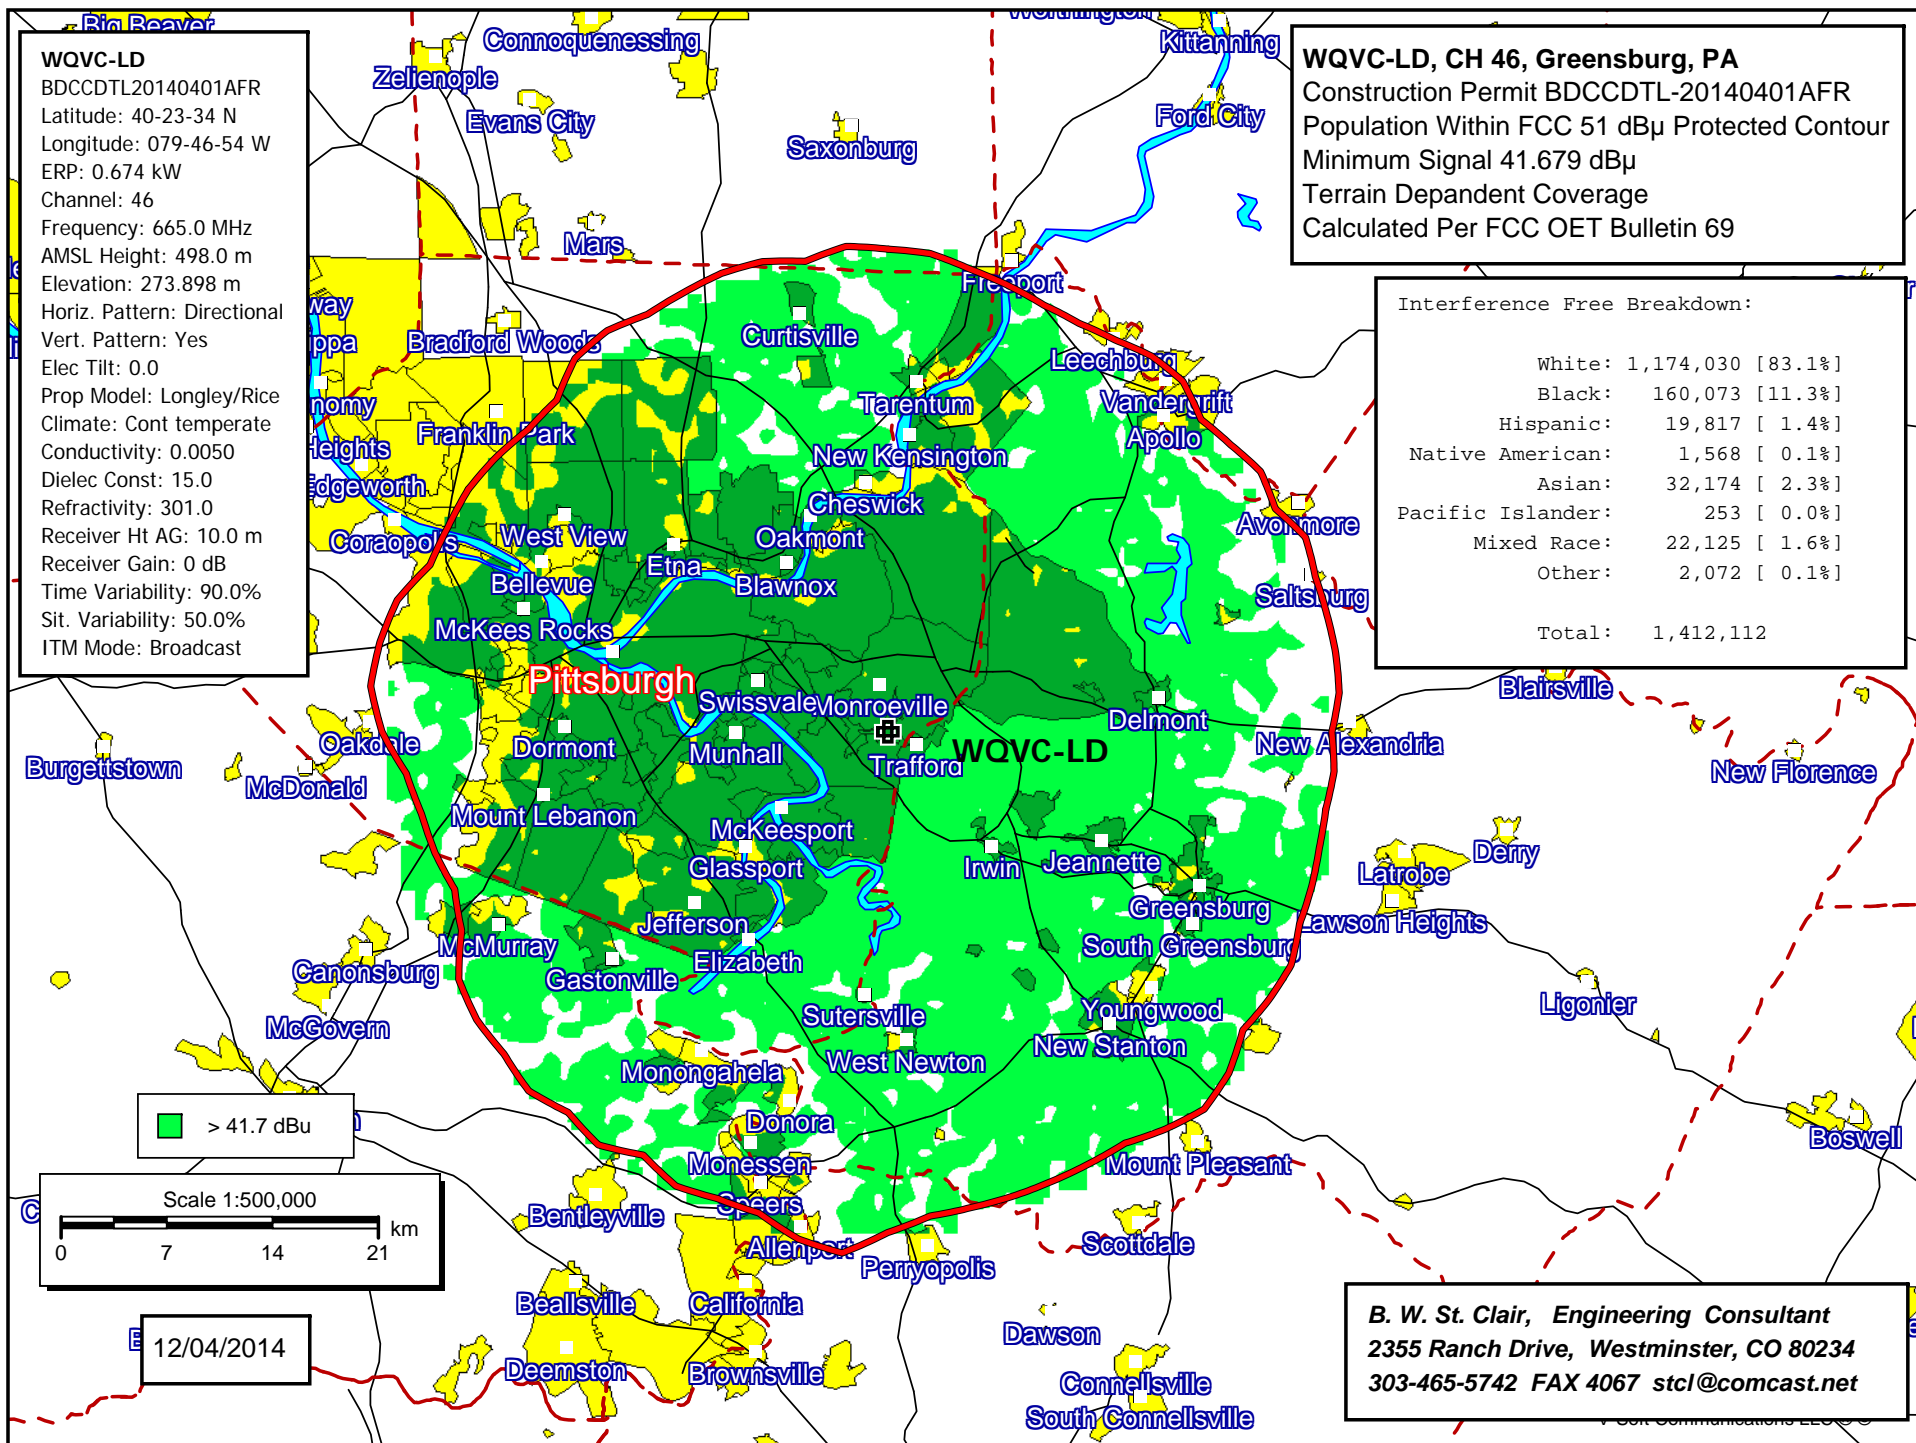 WQVC-LD
BDCCDTL20140401AFR
Latitude: 40-23-34 N
Longitude: 079-46-54 W
ERP: 0.674 kW
Channel: 46
Frequency: 665.0 MHz
AMSL Height: 498.0 m
Elevation: 273.898 m
Horiz. Pattern: Directional
Vert. Pattern: Yes
Elec Tilt: 0.0
Prop Model: Longley/Rice
Climate: Cont temperate
Conductivity: 0.0050
Dielec Const: 15.0
Refractivity: 301.0
Receiver Ht AG: 10.0 m
Receiver Gain: 0 dB
Time Variability: 90.0%
Sit. Variability: 50.0%
ITM Mode: Broadcast
WQVC-LD, CH 46, Greensburg, PA
Construction Permit BDCCDTL-20140401AFR
Population Within FCC 51 dBµ Protected Contour
Minimum Signal 41.679 dBµ
Terrain Dependant Coverage
Calculated Per FCC OET Bulletin 69
Interference Free Breakdown:
White: 1,174,030 [83.1%]
Black: 160,073 [11.3%]
Hispanic: 19,817 [ 1.4%]
Native American: 1,568 [ 0.1%]
Asian: 32,174 [ 2.3%]
Pacific Islander: 253 [ 0.0%]
Mixed Race: 22,125 [ 1.6%]
Other: 2,072 [ 0.1%]
Total: 1,412,112
Big Beaver
Connoquenessing
Worthington
Kittanning
Zelienople
Evans City
Ford City
Saxonburg
Mars
Freeport
way
ippa
Bradford Woods
Curtisville
Leechburg
nomy
Tarentum
Vandergrift
Franklin Park
Apollo
Heights
New Kensington
Edgeworth
Cheswick
Avonmore
Coraopolis
West View
Oakmont
Etna
Bellevue
Blawnox
Saltsburg
McKees Rocks
Pittsburgh
Blairsville
Swissvale
Monroeville
Delmont
Oakdale
Dormont
Munhall
Trafford
WQVC-LD
New Alexandria
Burgettstown
McDonald
New Florence
Mount Lebanon
McKeesport
Glassport
Irwin
Jeannette
Derry
Latrobe
Greensburg
Lawson Heights
Jefferson
McMurray
South Greensburg
Canonsburg
Gastonville
Elizabeth
Ligonier
McGovern
Sutersville
Youngwood
New Stanton
West Newton
Monongahela
Donora
Boswell
Monessen
Mount Pleasant
Speers
Bentleyville
Allenport
Scottdale
Perryopolis
Beallsville
California
Dawson
Deemston
Brownsville
Connellsville
South Connellsville
> 41.7 dBu
Scale 1:500,000
km
0 7 14 21
12/04/2014
B. W. St. Clair, Engineering Consultant
2355 Ranch Drive, Westminster, CO 80234
303-465-5742 FAX 4067 stcl@comcast.net